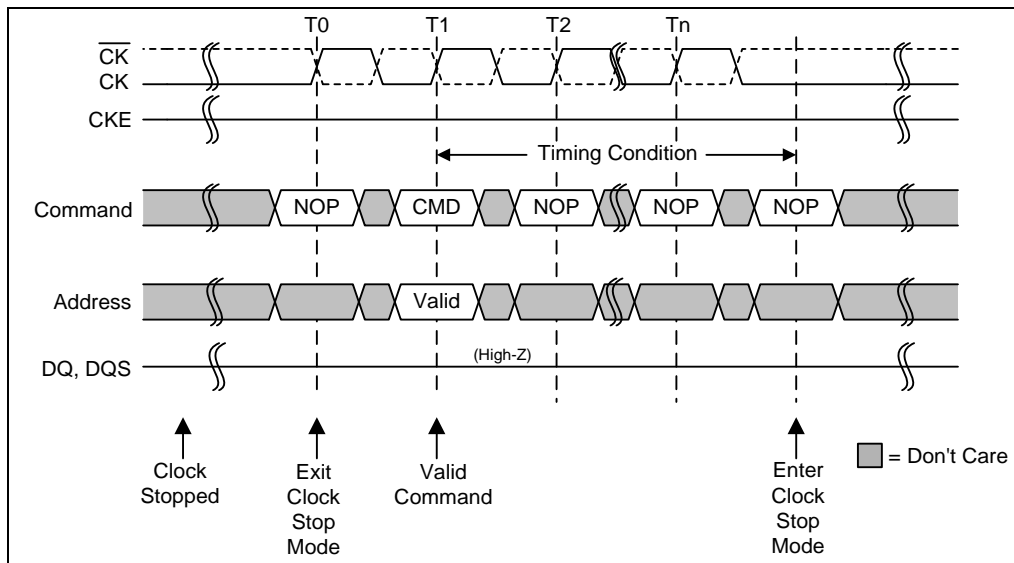 T0 T1 T2 Tn
CK
CK
CKE
Timing Condition
Command NOP CMD NOP NOP NOP
Address Valid
(High-Z)
DQ, DQS
Clock
Stopped
Exit
Clock
Stop
Mode
Valid
Command
Enter
Clock
Stop
Mode
= Don't Care